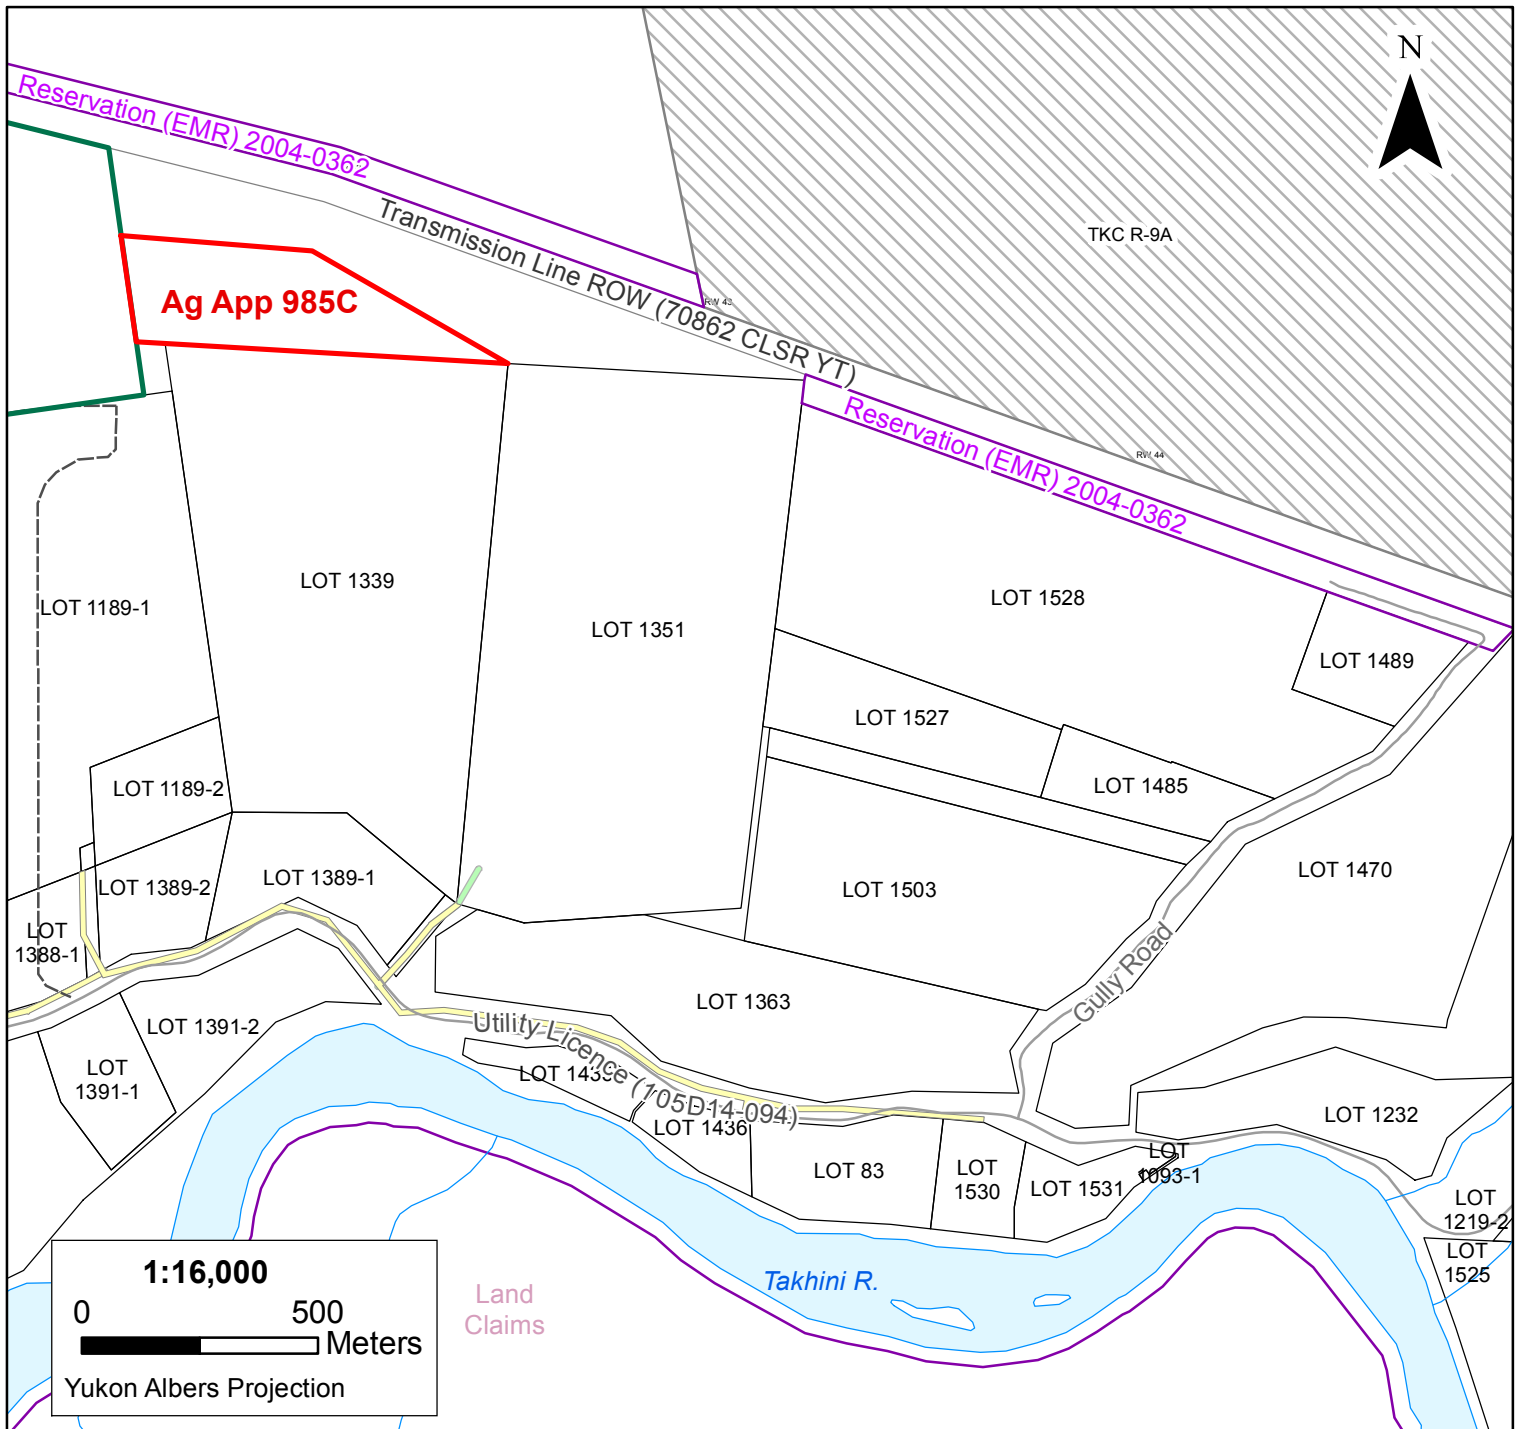 N
Reservation (EMR) 2004-0362
Transmission Line ROW (70862 CLSR YT)
TKC R-9A
Ag App 985C
RW 43
Reservation (EMR) 2004-0362
RW 44
LOT 1339
LOT 1189-1
LOT 1351
LOT 1528
LOT 1489
LOT 1527
LOT 1485
LOT 1189-2
LOT 1389-2
LOT 1389-1
LOT 1503
LOT 1470
LOT
1388-1
Gully Road
LOT 1363
LOT 1391-2
Utility Licence (105D14-094)
LOT
1391-1
LOT 1436
LOT 1232
LOT 83
LOT
1530
LOT 1531
LOT
1093-1
LOT
1219-2
LOT
1525
Takhini R.
Land
Claims
1:16,000
0 500
Meters
Yukon Albers Projection